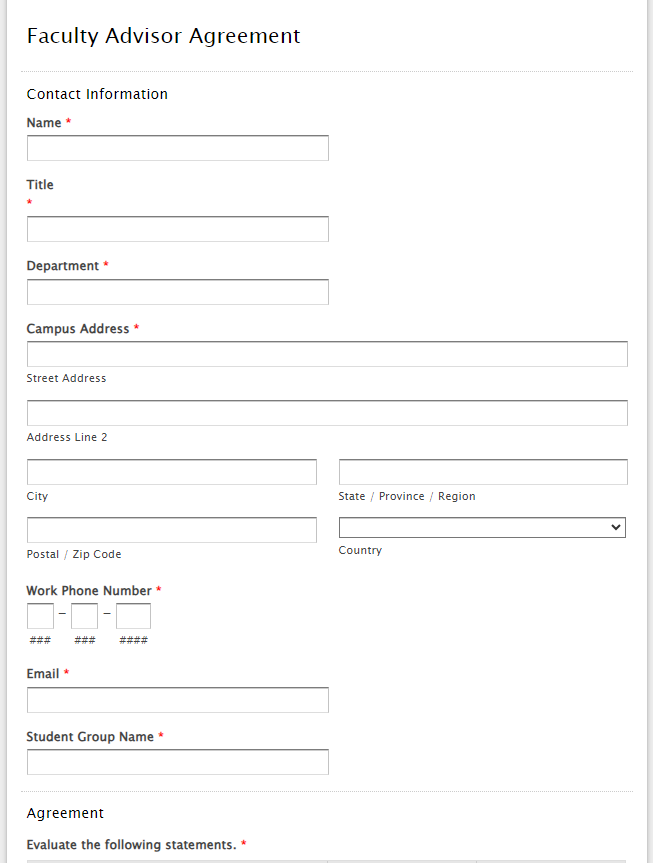 Faculty Advisor Agreement
Contact Information
Name *
Title
*
Department *
Campus Address *
Street Address
Address Line 2
City State / Province / Region
Postal / Zip Code Country
Work Phone Number *
– –
### ### ####
Email *
Student Group Name *
Agreement
Evaluate the following statements. *